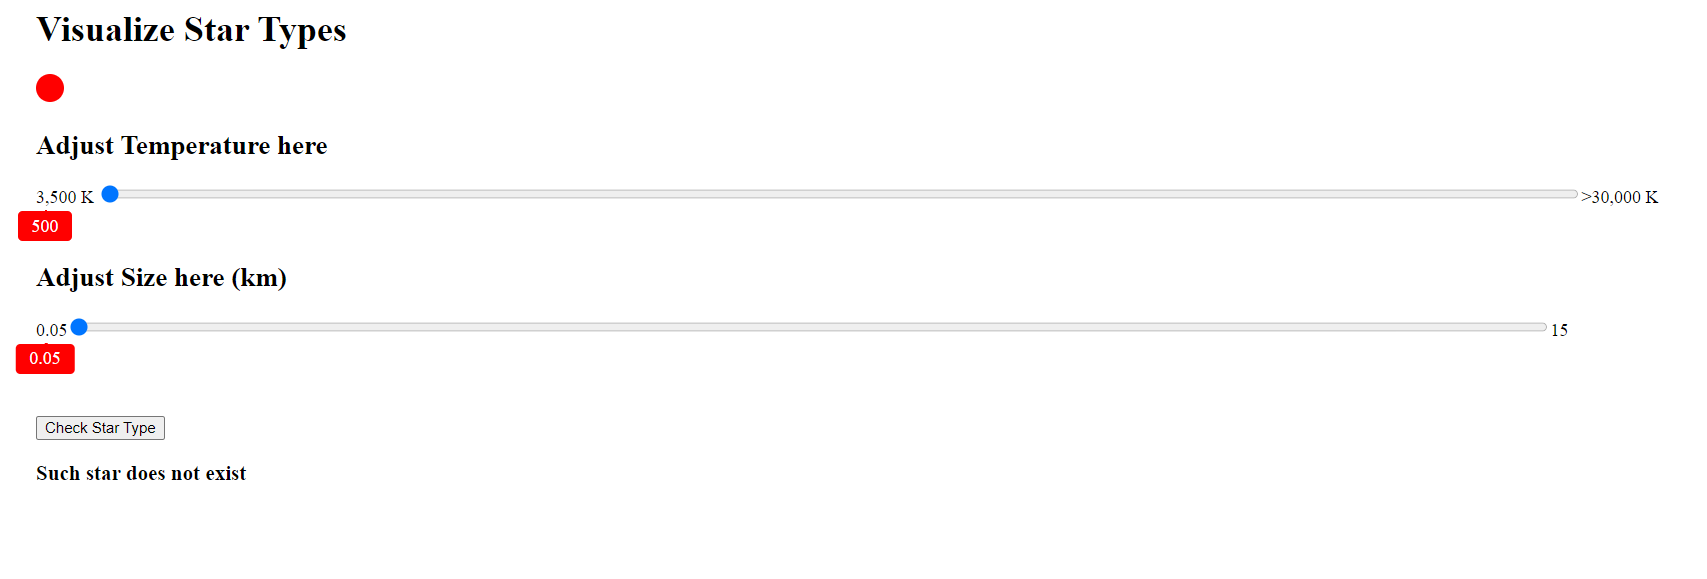 Visualize Star Types
Adjust Temperature here
3,500 K >30,000 K
500
Adjust Size here (km)
0.05 15
0.05
Check Star Type
Such star does not exist